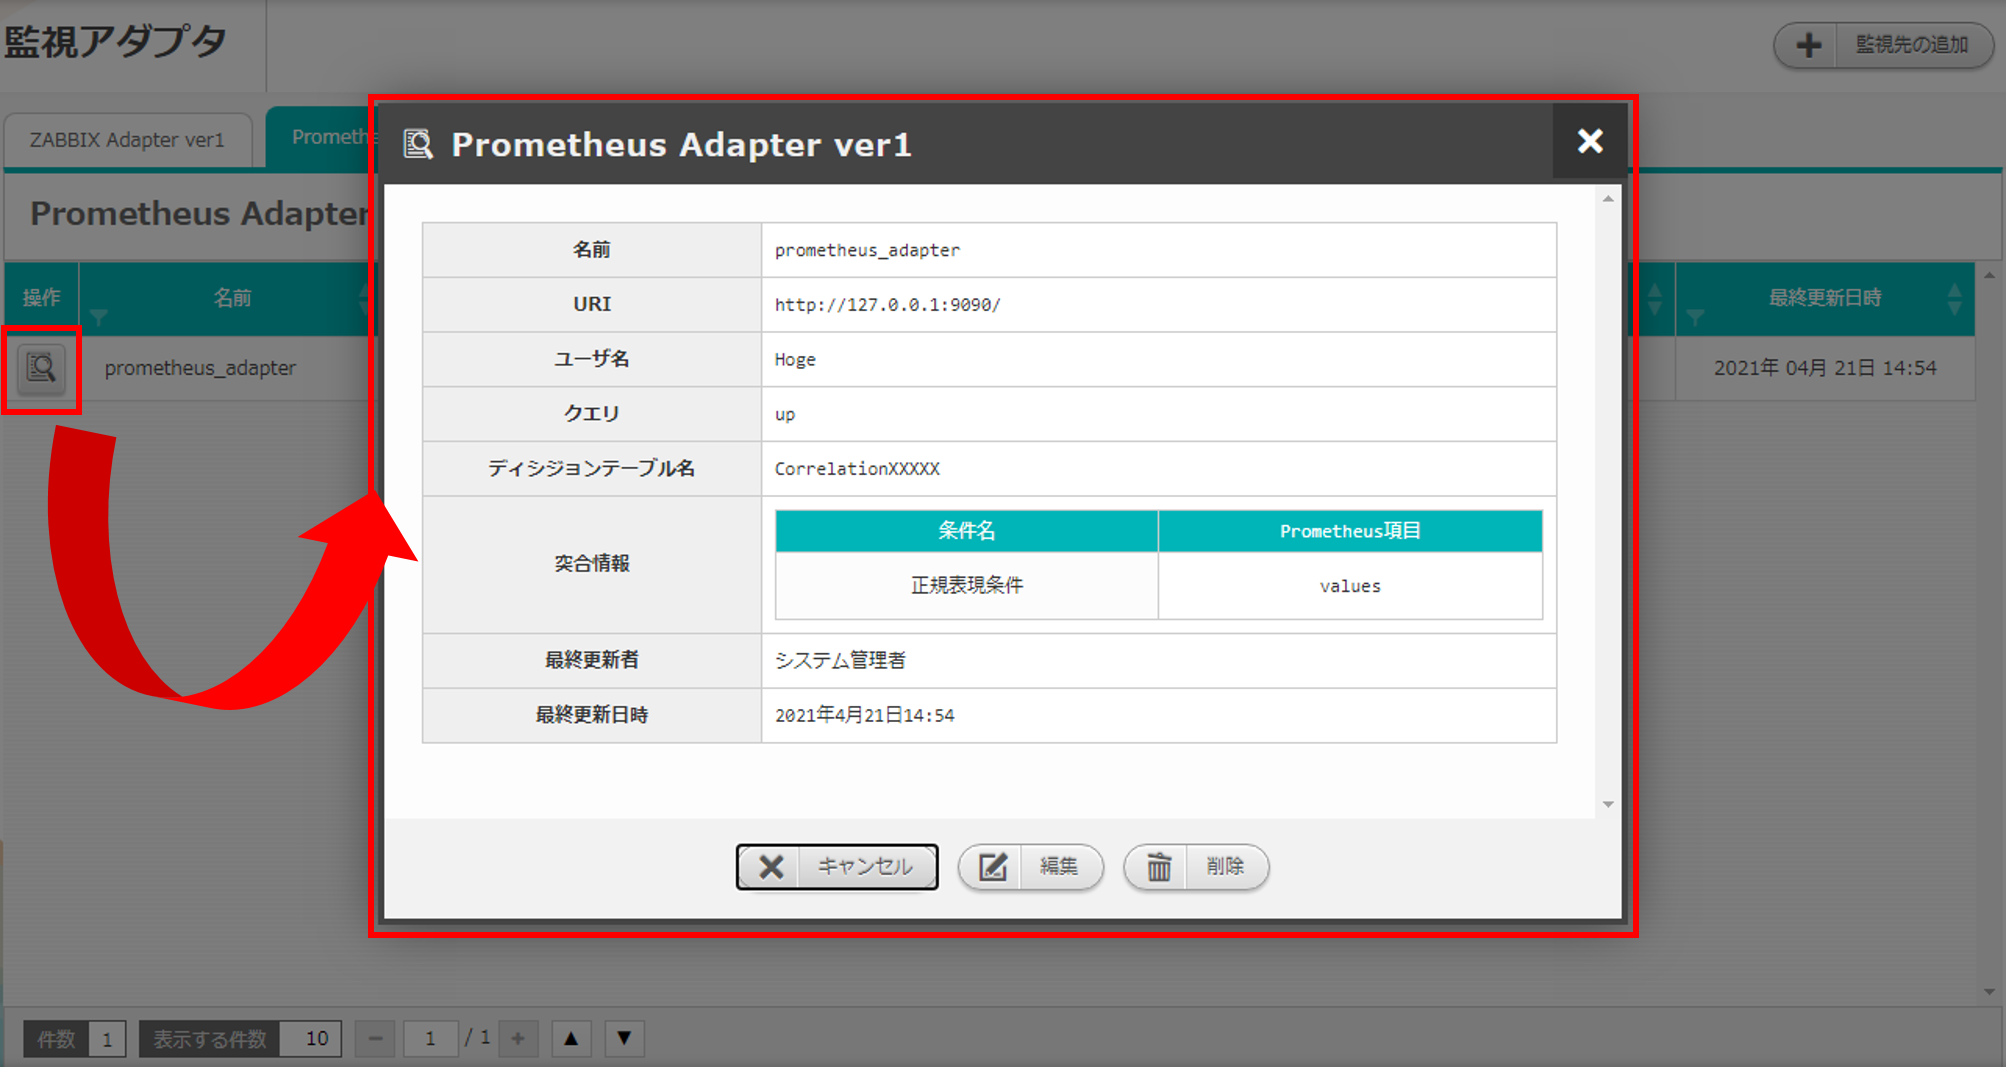 監視アダプタ
監視先の追加
ZABBIX Adapter ver1
Promethe
Prometheus Adapter
操作
名前
最終更新日時
prometheus_adapter
2021年 04月 21日 14:54
Prometheus Adapter ver1
名前
prometheus_adapter
URI
http://127.0.0.1:9090/
ユーザ名
Hoge
クエリ
up
ディシジョンテーブル名
CorrelationXXXXX
突合情報
条件名
Prometheus項目
正規表現条件
values
最終更新者
システム管理者
最終更新日時
2021年4月21日14:54
キャンセル
編集
削除
件数 1
表示する件数 10
1 / 1